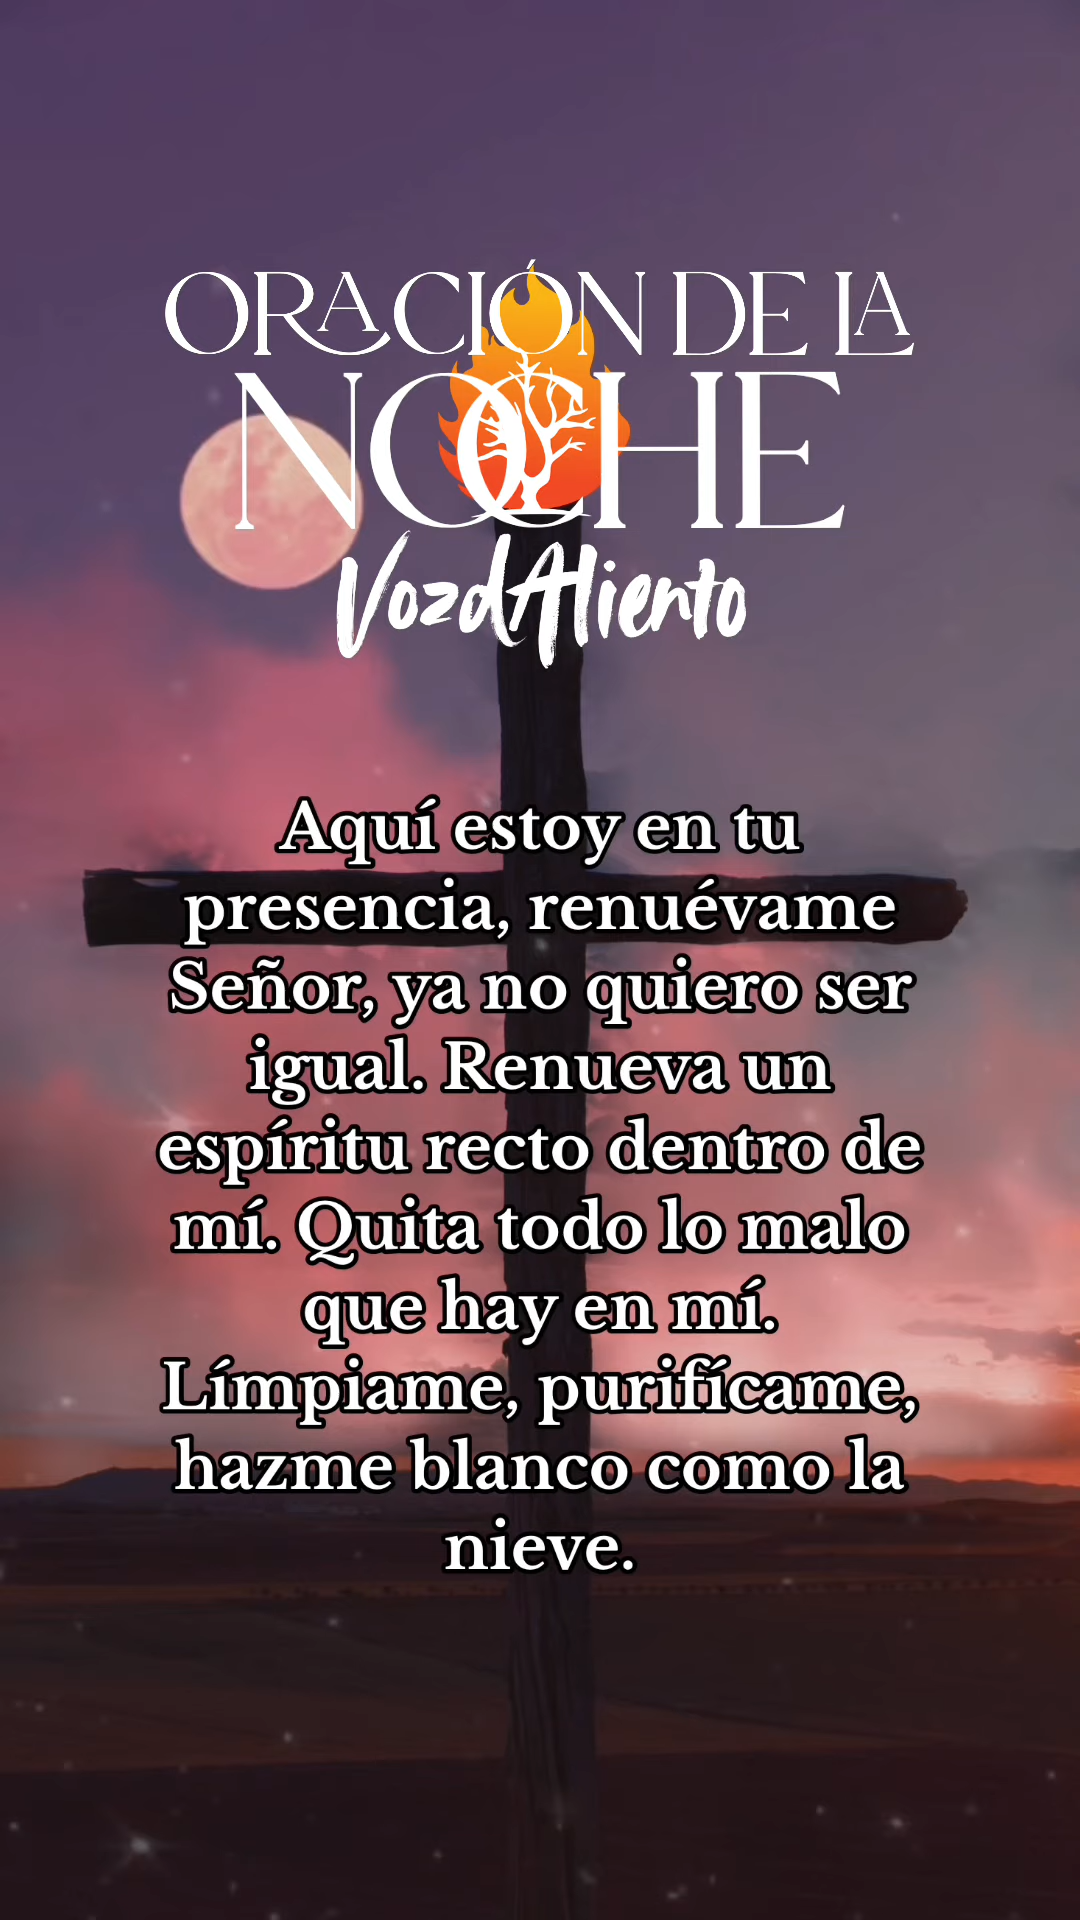 ORACIÓN DE LA
NOCHE
VozdAliento
Aquí estoy en tu
presencia, renuévame
Señor, ya no quiero ser
igual. Renueva un
espíritu recto dentro de
mí. Quita todo lo malo
que hay en mí.
Límpiame, purifícame,
hazme blanco como la
nieve.